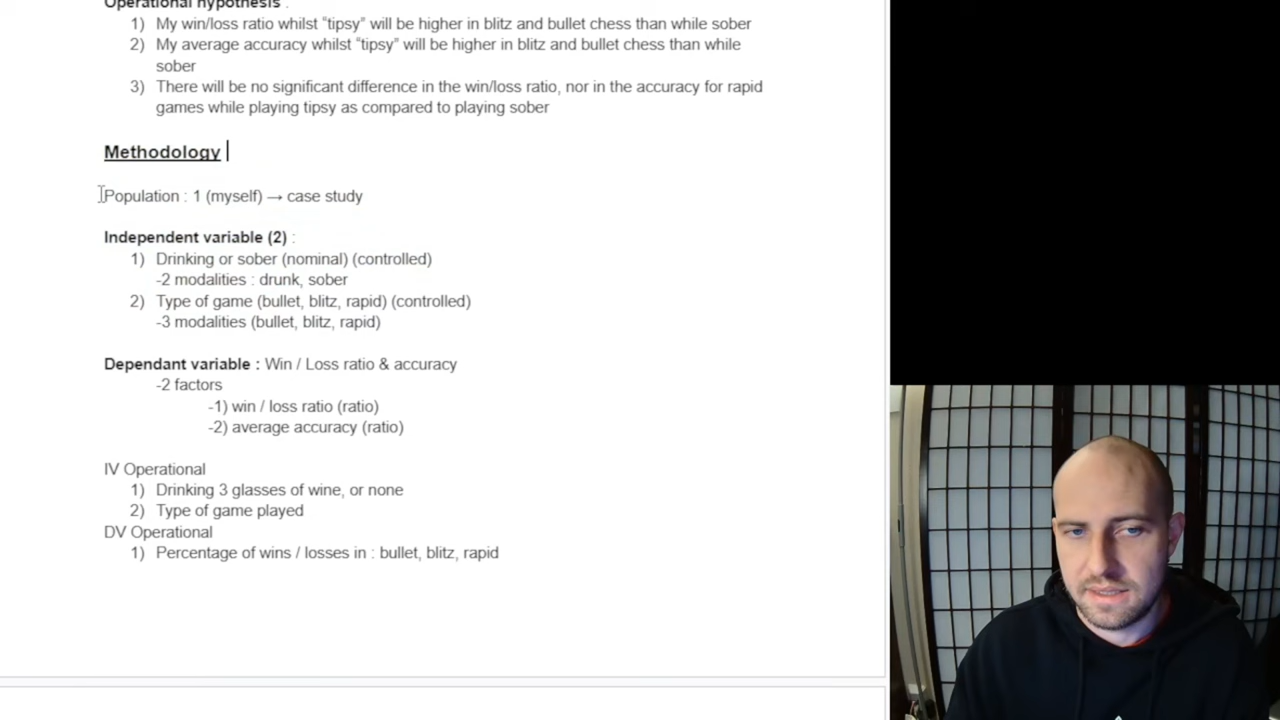 Operational hypothesis :
1) My win/loss ratio whilst “tipsy” will be higher in blitz and bullet chess than while sober
2) My average accuracy whilst “tipsy” will be higher in blitz and bullet chess than while
sober
3) There will be no significant difference in the win/loss ratio, nor in the accuracy for rapid
games while playing tipsy as compared to playing sober
Methodology
Population : 1 (myself) → case study
Independent variable (2) :
1) Drinking or sober (nominal) (controlled)
-2 modalities : drunk, sober
2) Type of game (bullet, blitz, rapid) (controlled)
-3 modalities (bullet, blitz, rapid)
Dependant variable : Win / Loss ratio & accuracy
-2 factors
-1) win / loss ratio (ratio)
-2) average accuracy (ratio)
IV Operational
1) Drinking 3 glasses of wine, or none
2) Type of game played
DV Operational
1) Percentage of wins / losses in : bullet, blitz, rapid